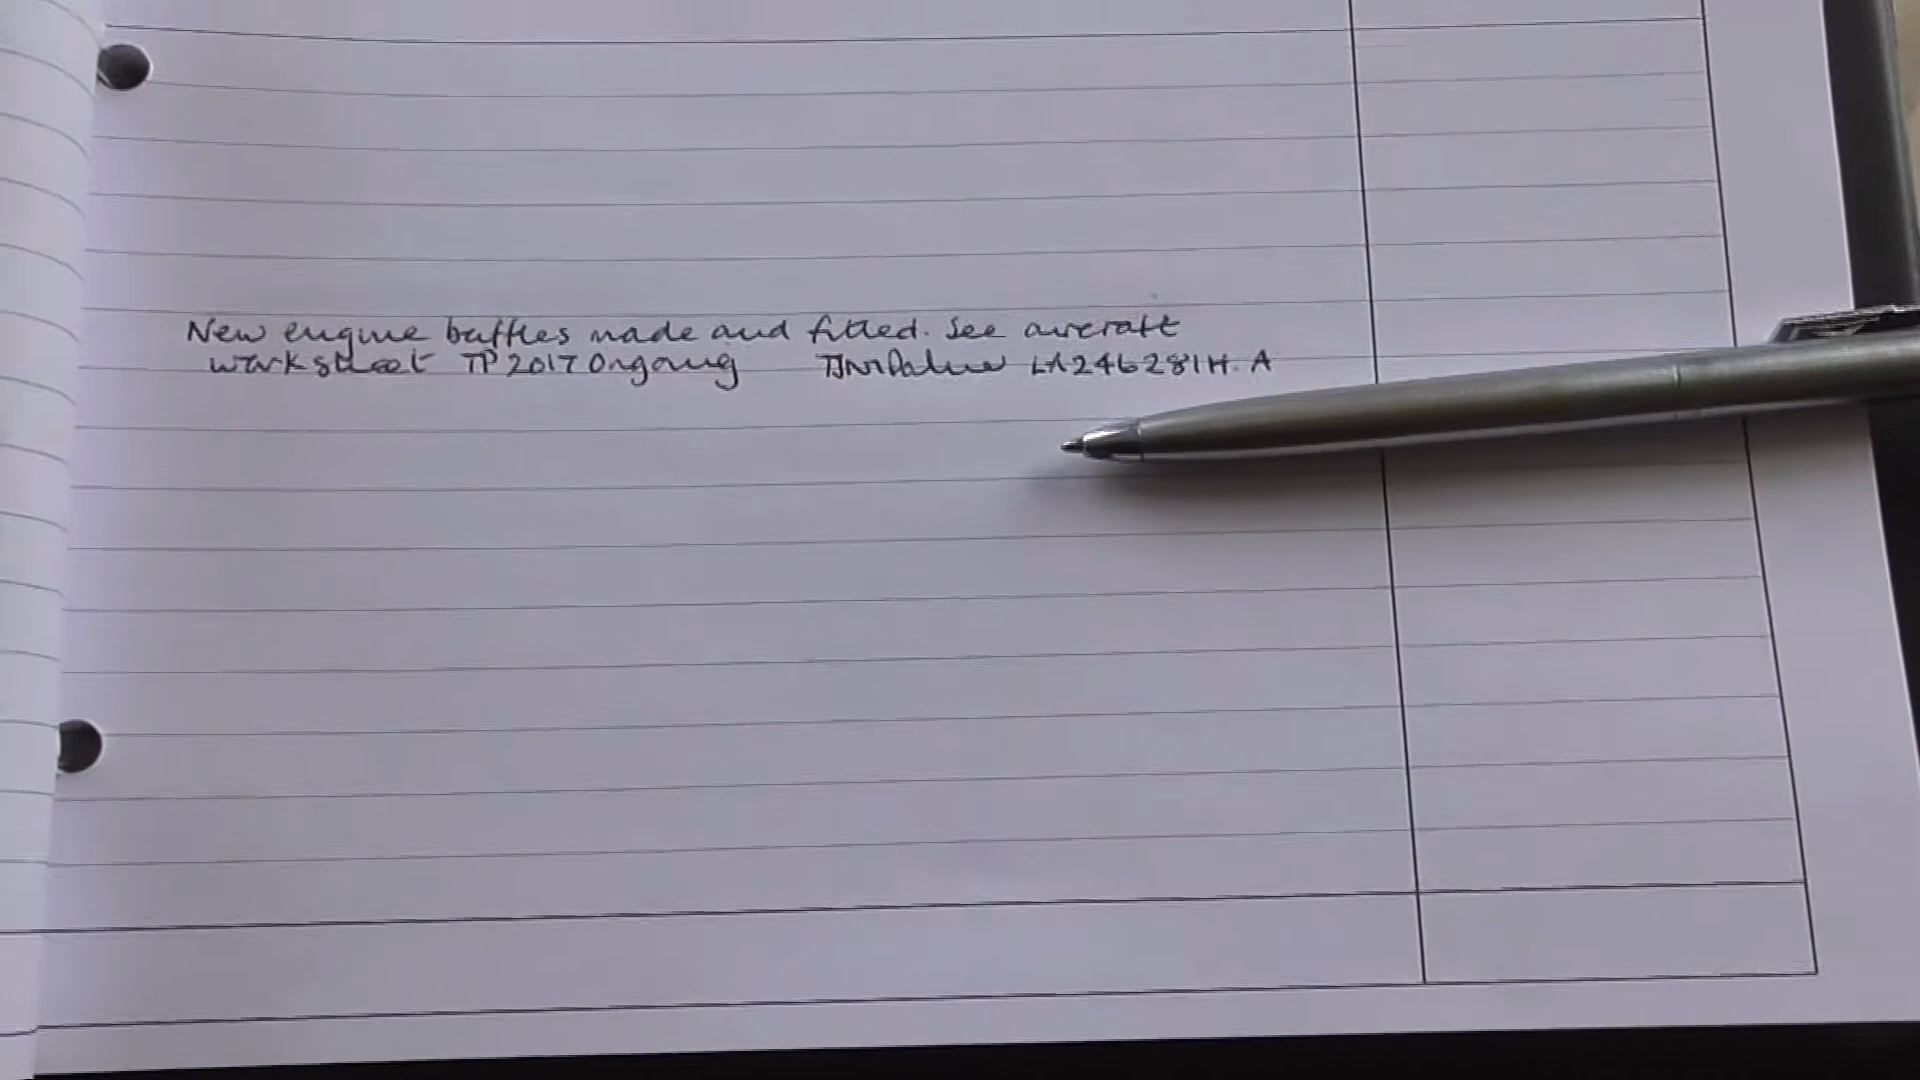 New engine baffles made and fitted. See aircraft
worksheet TP2017 Ongoing LA246281H.A